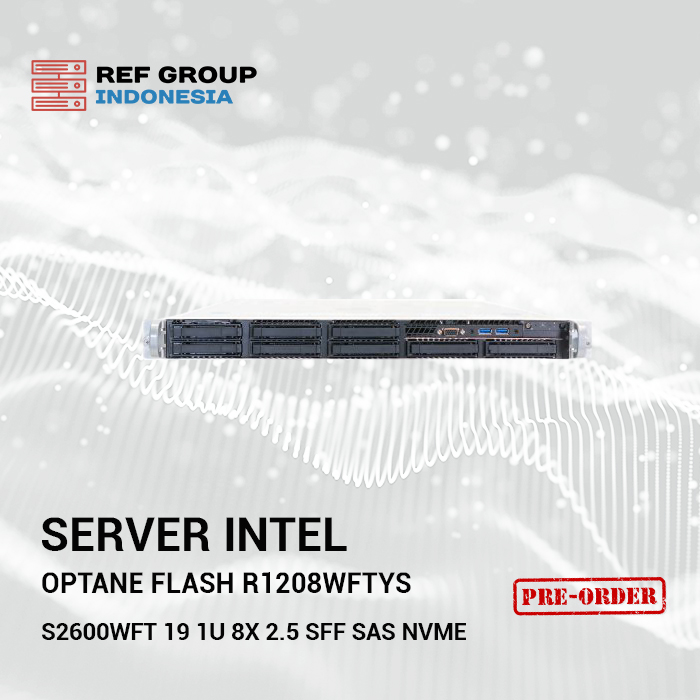 REF GROUP
INDONESIA
SERVER INTEL
OPTANE FLASH R1208WFTYS
PRE-ORDER
S2600WFT 19 1U 8X 2.5 SFF SAS NVME